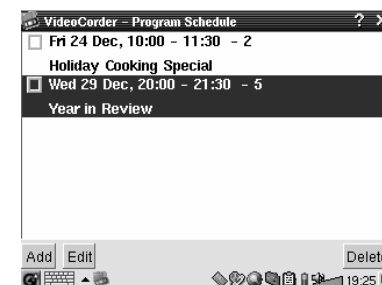 VideoCorder - Program Schedule ? X
Fri 24 Dec, 10:00 - 11:30 - 2
Holiday Cooking Special
Wed 29 Dec, 20:00 - 21:30 - 5
Year in Review
Add Edit Delete
19:25